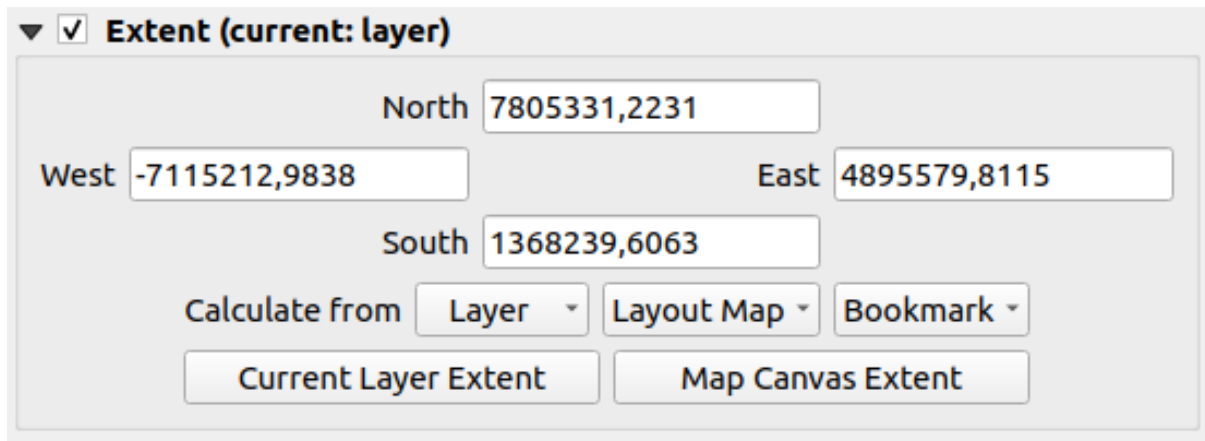 Extent (current: layer)
North 7805331,2231
West -7115212,9838 East 4895579,8115
South 1368239,6063
Calculate from Layer Layout Map Bookmark
Current Layer Extent Map Canvas Extent